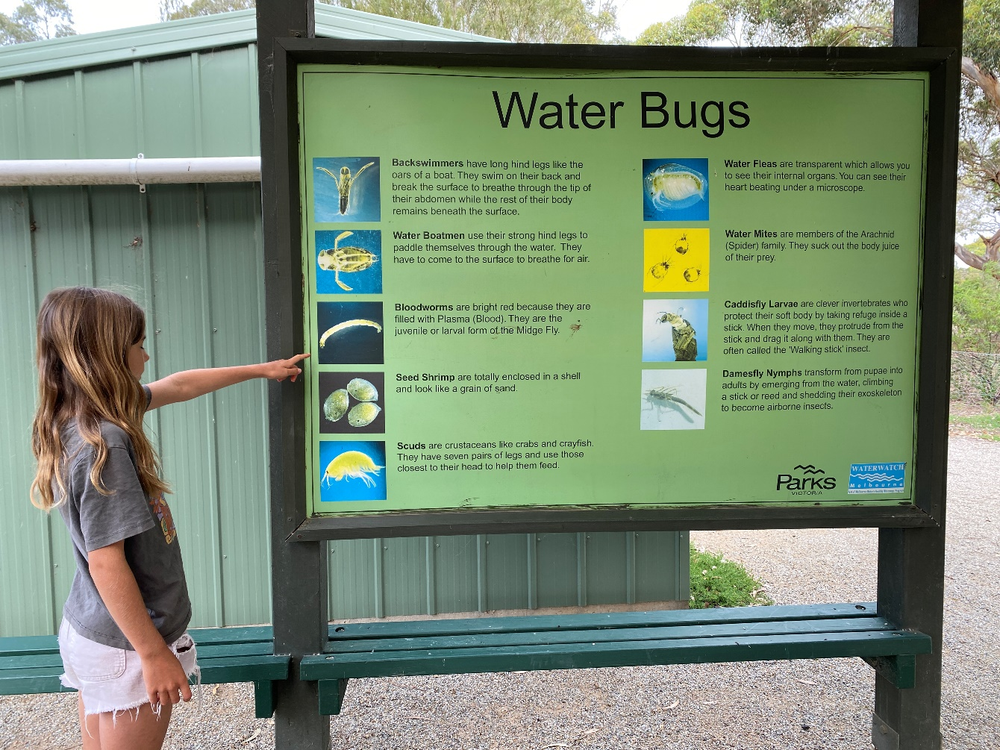 Water Bugs
Backswimmers have long hind legs like the
oars of a boat. They swim on their back and
break the surface to breathe through the tip of
their abdomen while the rest of their body
remains beneath the surface.
Water Boatmen use their strong hind legs to
paddle themselves through the water. They
have to come to the surface to breathe for air.
Bloodworms are bright red because they are
filled with Plasma (Blood). They are the
juvenile or larval form of the Midge Fly.
Seed Shrimp are totally enclosed in a shell
and look like a grain of sand.
Scuds are crustaceans like crabs and crayfish.
They have seven pairs of legs and use those
closest to their head to help them feed.
Water Fleas are transparent which allows you
to see their internal organs. You can see their
heart beating under a microscope.
Water Mites are members of the Arachnid
(Spider) family. They suck out the body juice
of their prey.
Caddisfly Larvae are clever invertebrates who
protect their soft body by taking refuge inside a
stick. When they move, they protrude from the
stick and drag it along with them. They are
often called the 'Walking stick' insect.
Damesfly Nymphs transform from pupae into
adults by emerging from the water, climbing
a stick or reed and shedding their exoskeleton
to become airborne insects.
Parks
VICTORIA
WATERWATCH
Melbourne